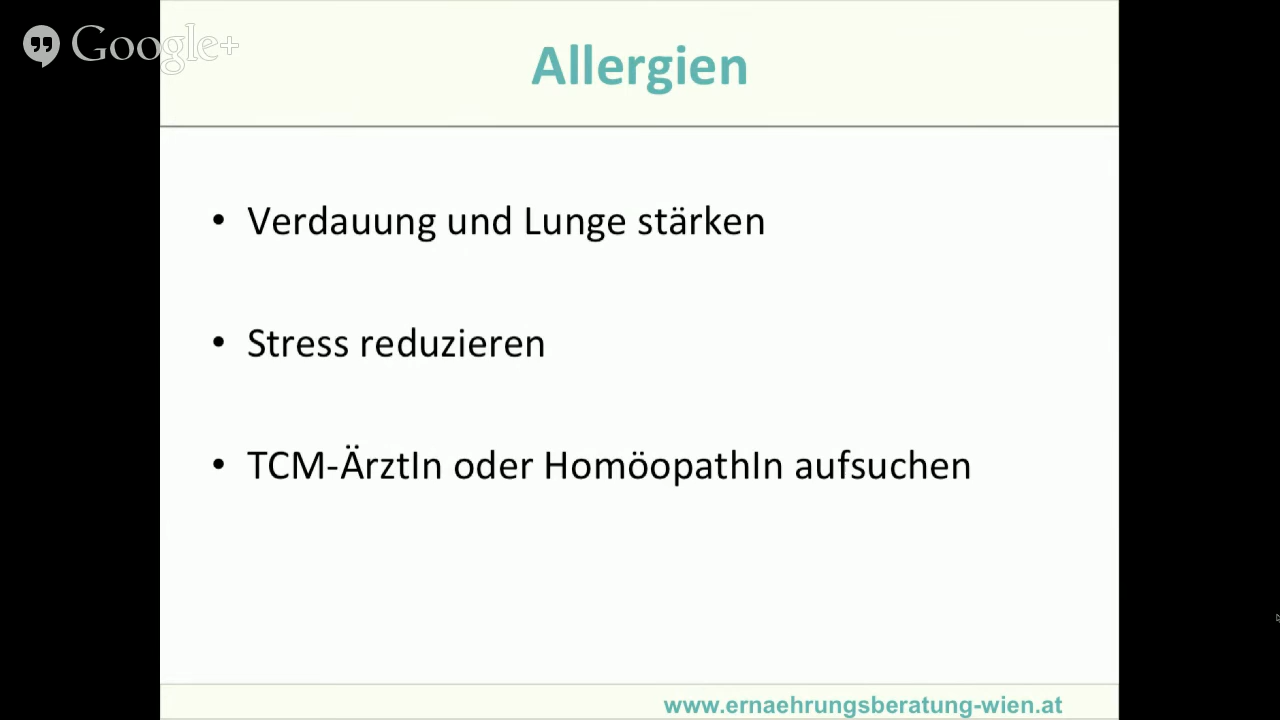 Google+
Allergien
• Verdauung und Lunge stärken
• Stress reduzieren
• TCM-ÄrztIn oder HomöopathIn aufsuchen
www.ernaehrungsberatung-wien.at